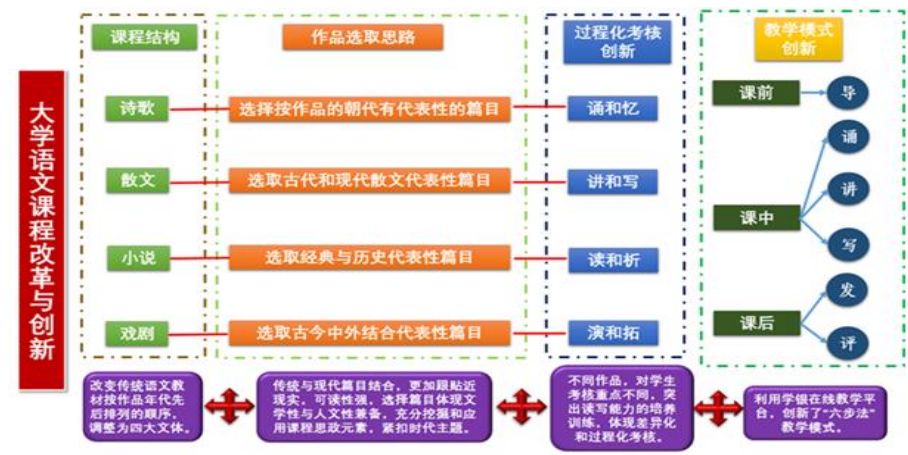 大学语文课程改革与创新
课程结构
作品选取思路
过程化考核
创新
教学模式
创新
诗歌
选择按作品的朝代有代表性的篇目
诵和忆
散文
选取古代和现代散文代表性篇目
讲和写
小说
选取经典与历史代表性篇目
读和析
戏剧
选取古今中外结合代表性篇目
演和拓
课前
导
课中
诵
讲
写
课后
发
评
改变传统语文教
材按作品年代先
后排列的顺序，
调整为四大文体。
传统与现代篇目结合，更加跟贴近
现实，可读性强，选择篇目体现文
学性与人文性兼备，充分挖掘和应
用课程思政元素，紧扣时代主题。
不同作品，对学生
考核重点不同，突
出读写能力的培养
训练，体现差异化
和过程化考核。
利用学银在线教学平
台，创新了“六步法”
教学模式。